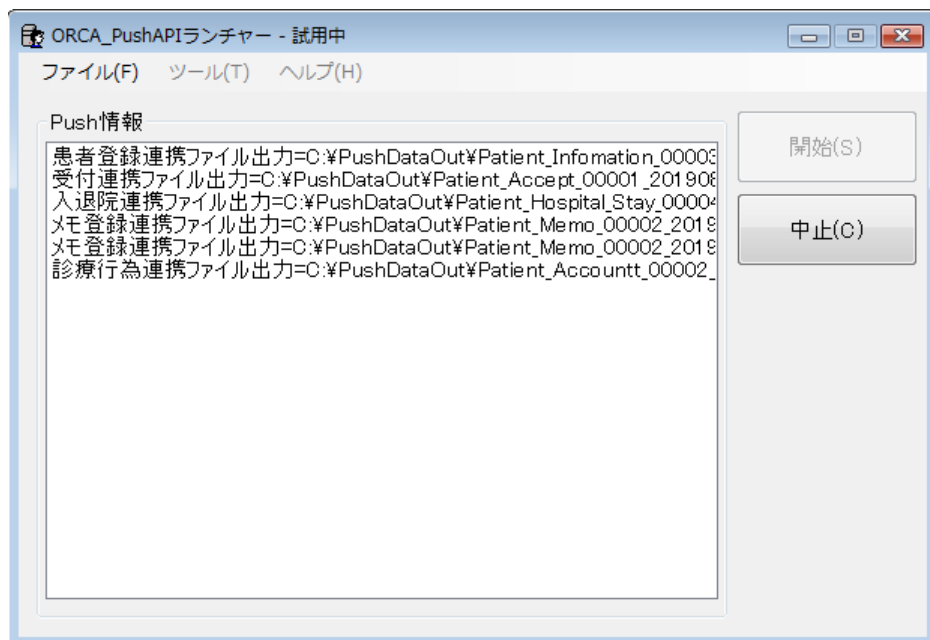 ORCA_PushAPIランチャー - 試用中
ファイル(F) ツール(T) ヘルプ(H)
Push情報
患者登録連携ファイル出力=C:¥PushDataOut¥Patient_Infomation_00003
受付連携ファイル出力=C:¥PushDataOut¥Patient_Accept_00001_201906
入退院連携ファイル出力=C:¥PushDataOut¥Patient_Hospital_Stay_00004
メモ登録連携ファイル出力=C:¥PushDataOut¥Patient_Memo_00002_2019
メモ登録連携ファイル出力=C:¥PushDataOut¥Patient_Memo_00002_2019
診療行為連携ファイル出力=C:¥PushDataOut¥Patient_Accountt_00002_
開始(S)
中止(C)